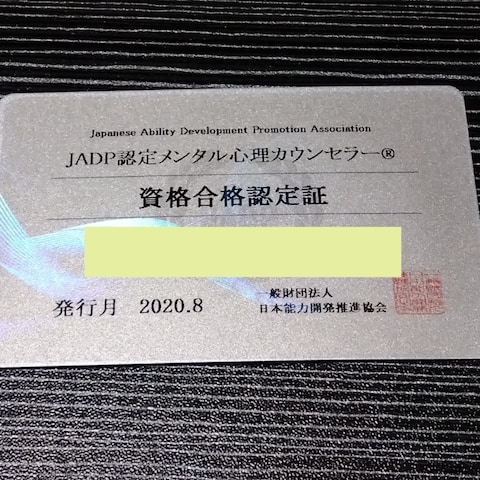 Japanese Ability Development Promotion Association
JADP認定メンタル心理カウンセラー®
資格合格認定証
発行月 2020.8
一般財団法人
日本能力開発推進協会